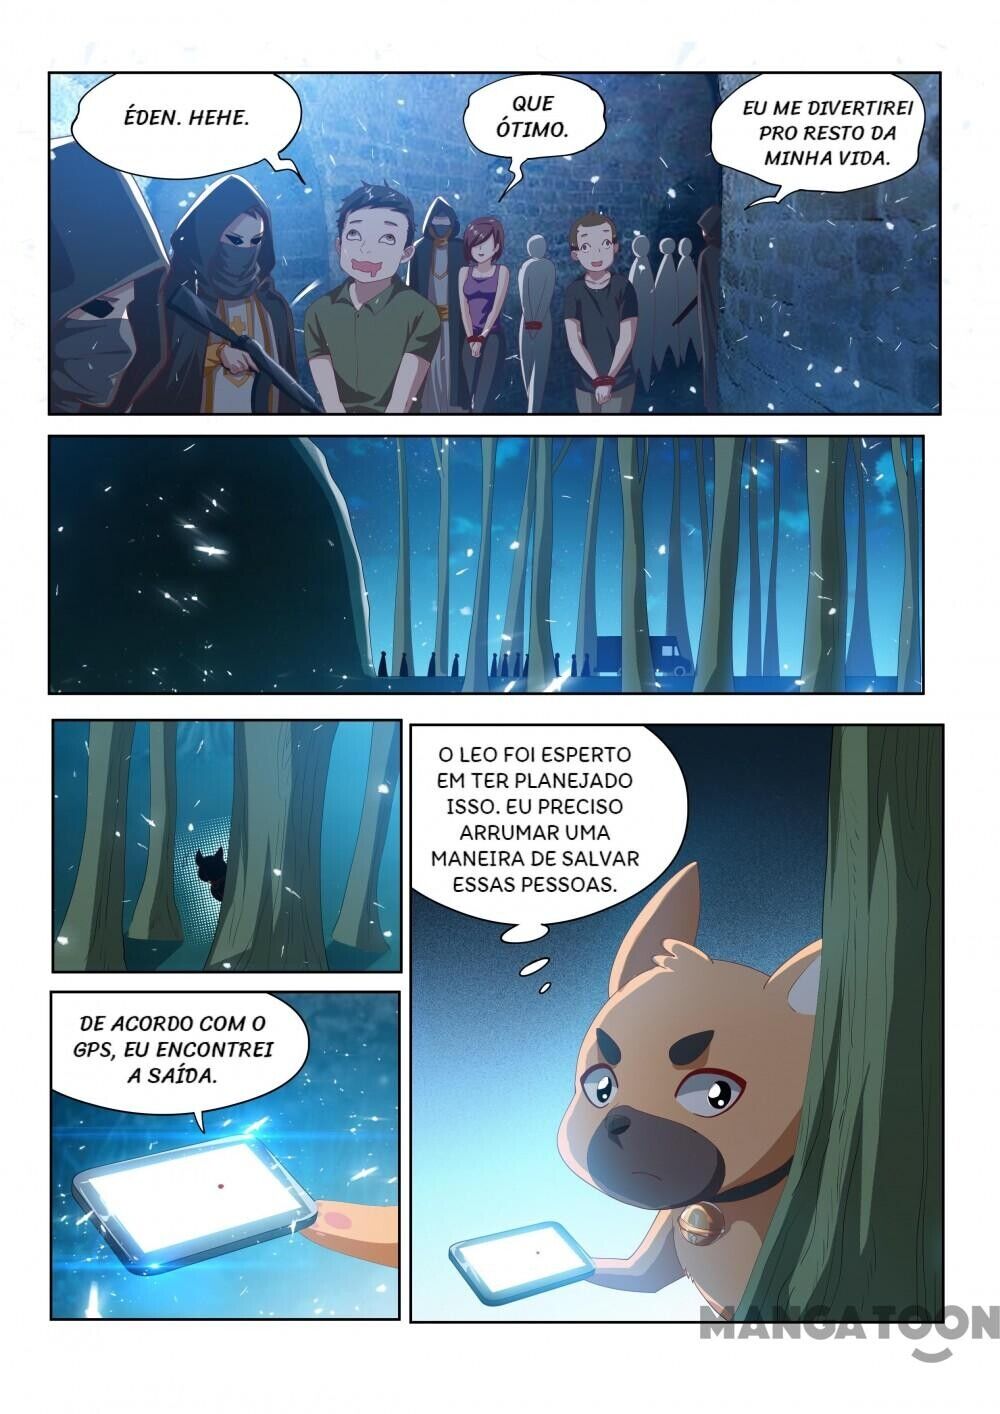 ÉDEN. HEHE.
QUE
ÓTIMO.
EU ME DIVERTIREI
PRO RESTO DA
MINHA VIDA.
O LEO FOI ESPERTO
EM TER PLANEJADO
ISSO. EU PRECISO
ARRUMAR UMA
MANEIRA DE SALVAR
ESSAS PESSOAS.
DE ACORDO COM O
GPS, EU ENCONTREI
A SAÍDA.
MANGATOON